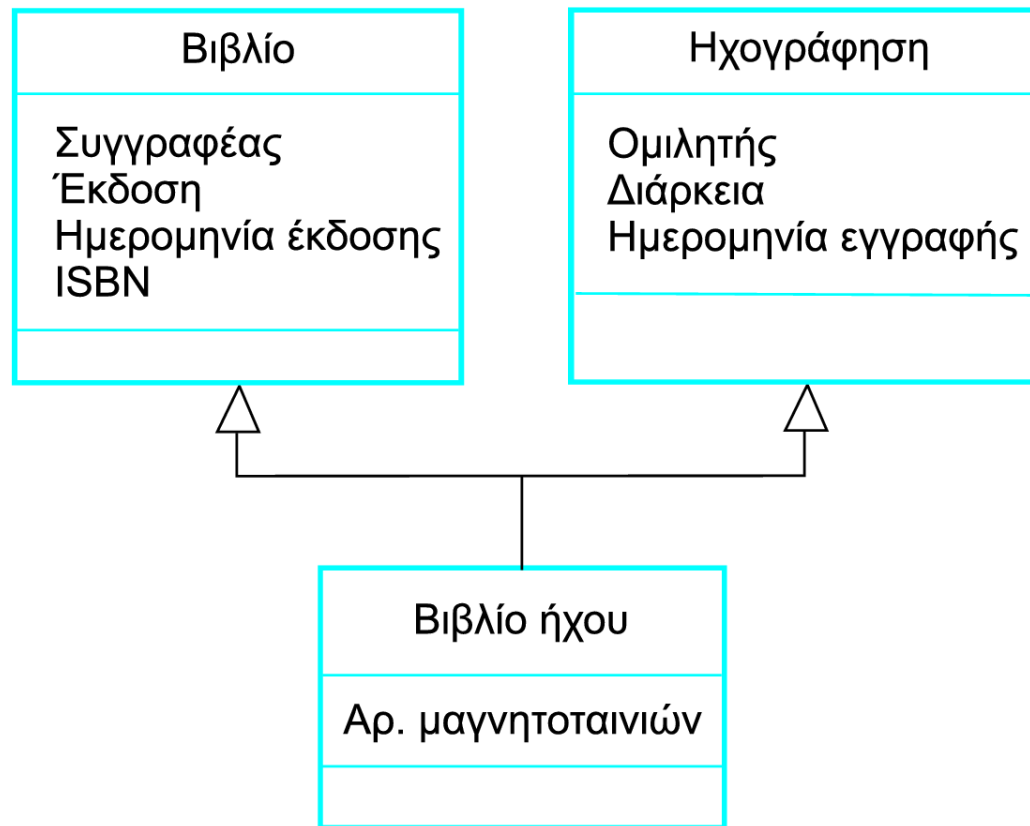 Βιβλίο
Συγγραφέας
Έκδοση
Ημερομηνία έκδοσης
ISBN
Ηχογράφηση
Ομιλητής
Διάρκεια
Ημερομηνία εγγραφής
Βιβλίο ήχου
Αρ. μαγνητοταινιών